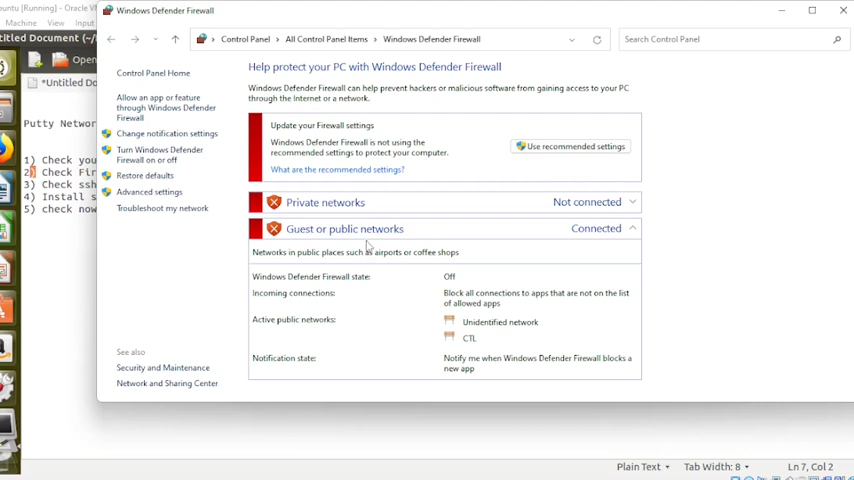 buntu [Running] - Oracle VM
Windows Defender Firewall
Machine View Input
titled Document (~/
Control Panel
All Control Panel Items
Windows Defender Firewall
Search Control Panel
Open
*Untitled Do
Control Panel Home
Allow an app or feature
through Windows Defender
Firewall
Change notification settings
Turn Windows Defender
Firewall on or off
Restore defaults
Advanced settings
Troubleshoot my network
See also
Security and Maintenance
Network and Sharing Center
Help protect your PC with Windows Defender Firewall
Windows Defender Firewall can help prevent hackers or malicious software from gaining access to your PC
through the Internet or a network.
Update your Firewall settings
Windows Defender Firewall is not using the
recommended settings to protect your computer.
Use recommended settings
What are the recommended settings?
Private networks
Not connected
Guest or public networks
Connected
Networks in public places such as airports or coffee shops
Windows Defender Firewall state:
Off
Incoming connections:
Block all connections to apps that are not on the list
of allowed apps
Active public networks:
Unidentified network
CTL
Notification state:
Notify me when Windows Defender Firewall blocks a
new app
Putty Networ
1) Check you
2) Check Fir
3) Check ssh
4) Install s
5) check now
Plain Text
Tab Width: 8
Ln 7, Col 2